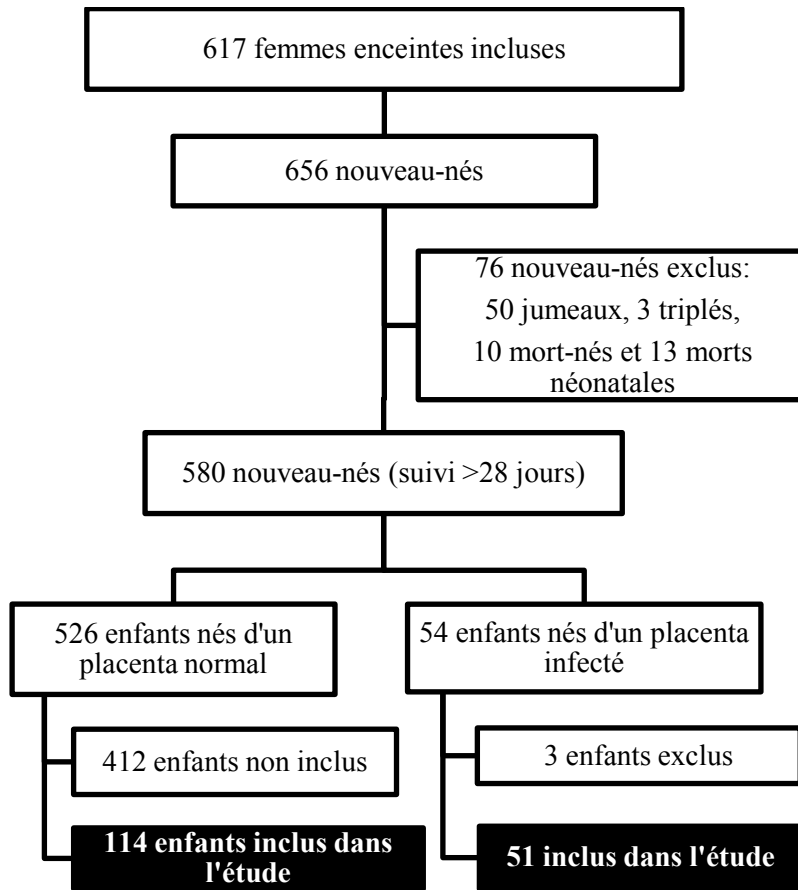 617 femmes enceintes incluses
656 nouveau-nés
76 nouveau-nés exclus:
50 jumeaux, 3 triplés,
10 mort-nés et 13 morts
néonatales
580 nouveau-nés (suivi >28 jours)
526 enfants nés d'un
placenta normal
54 enfants nés d'un placenta
infecté
412 enfants non inclus
3 enfants exclus
114 enfants inclus dans
l'étude
51 inclus dans l'étude